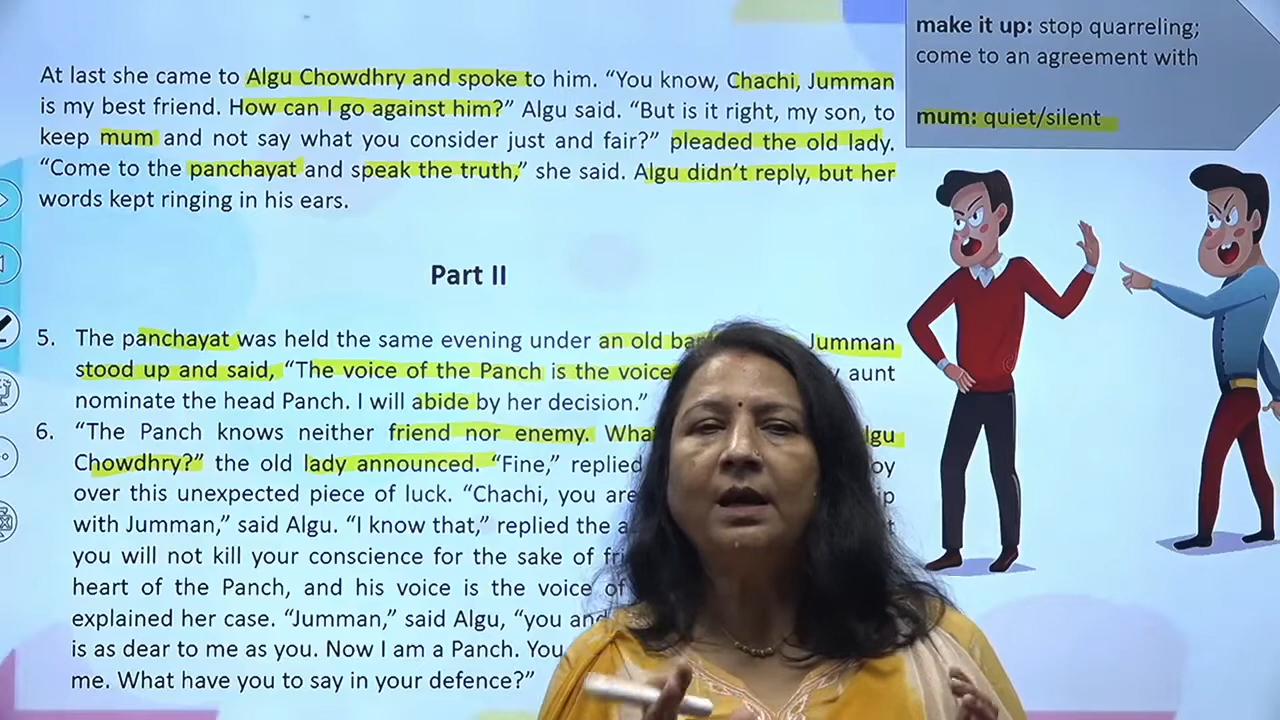 At last she came to Algu Chowdhry and spoke to him. “You know, Chachi, Jumman
is my best friend. How can I go against him?” Algu said. “But is it right, my son, to
keep mum and not say what you consider just and fair?” pleaded the old lady.
“Come to the panchayat and speak the truth,” she said. Algu didn’t reply, but her
words kept ringing in his ears.
make it up: stop quarreling;
come to an agreement with
mum: quiet/silent
Part II
5. The panchayat was held the same evening under an old Jumman
stood up and said, “The voice of the Panch is the voice aunt
nominate the head Panch. I will abide by her decision.”
6. “The Panch knows neither friend nor enemy.
Chowdhry?” the old lady announced. “Fine,” replied
over this unexpected piece of luck. “Chachi, you are
with Jumman,” said Algu. “I know that,” replied the
you will not kill your conscience for the sake of
heart of the Panch, and his voice is the voice of
explained her case. “Jumman,” said Algu, “you
is as dear to me as you. Now I am a Panch. You
me. What have you to say in your defence?”